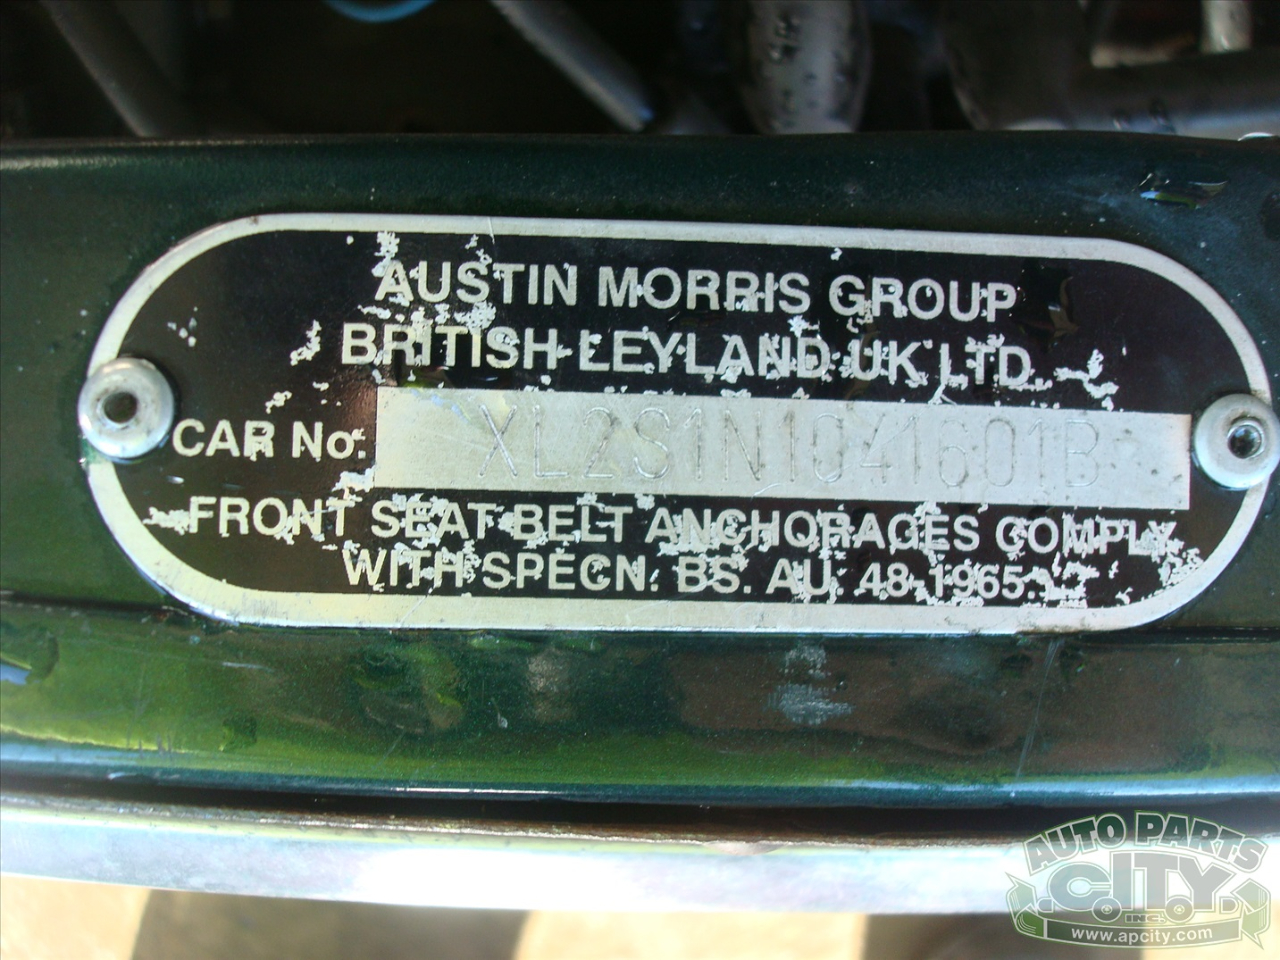 AUSTIN MORRIS GROUP
BRITISH LEYLAND UK LTD.
CAR No: XL2S1N1041601B
FRONT SEAT BELT ANCHORAGES COMPLY
WITH SPECN. BS. AU. 48-1965.
AUTO PARTS
CITY
INC.
www.apcity.com